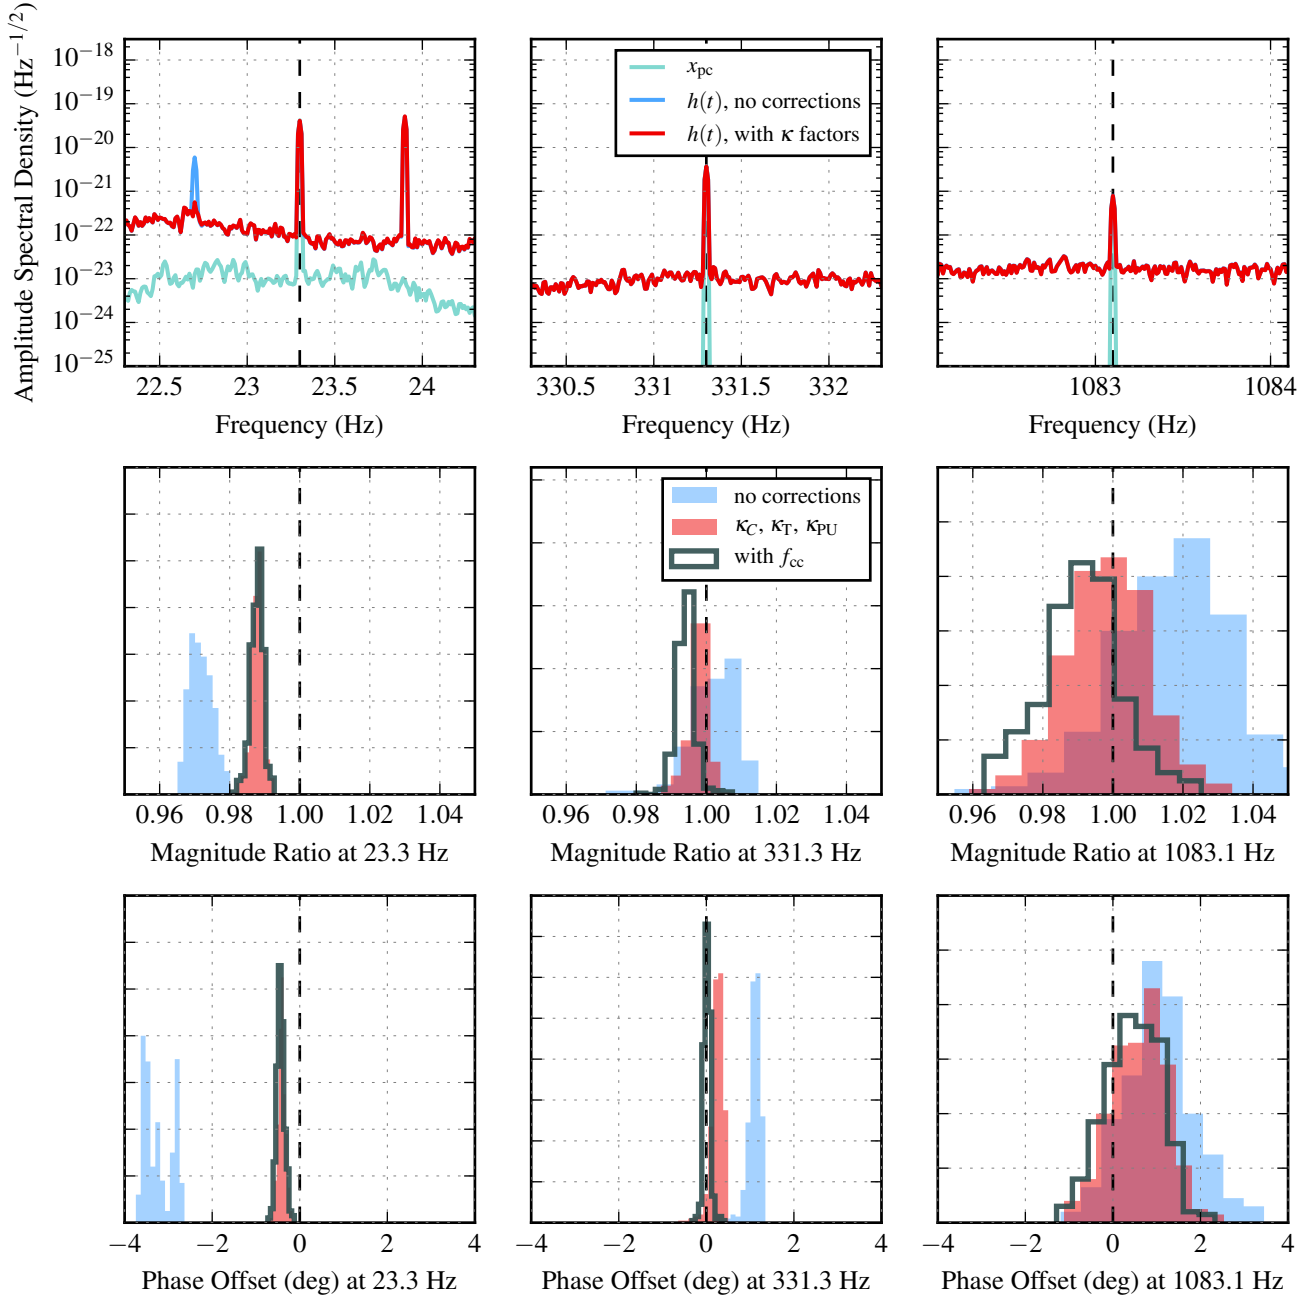 Amplitude Spectral Density (Hz⁻¹/²)
10⁻¹⁸
10⁻¹⁹
10⁻²⁰
10⁻²¹
10⁻²²
10⁻²³
10⁻²⁴
10⁻²⁵
22.5 23 23.5 24
Frequency (Hz)
x_pc
h(t), no corrections
h(t), with κ factors
330.5 331 331.5 332
Frequency (Hz)
1083 1084
Frequency (Hz)
0.96 0.98 1.00 1.02 1.04
Magnitude Ratio at 23.3 Hz
no corrections
κ_C, κ_T, κ_PU
with f_cc
0.96 0.98 1.00 1.02 1.04
Magnitude Ratio at 331.3 Hz
0.96 0.98 1.00 1.02 1.04
Magnitude Ratio at 1083.1 Hz
−4 −2 0 2 4
Phase Offset (deg) at 23.3 Hz
−4 −2 0 2 4
Phase Offset (deg) at 331.3 Hz
−4 −2 0 2 4
Phase Offset (deg) at 1083.1 Hz